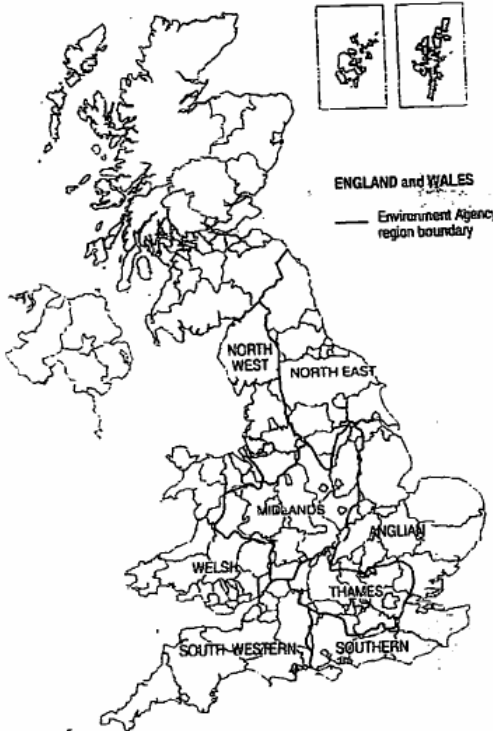 ENGLAND and WALES
Environment Agency
region boundary
NORTH
WEST
NORTH EAST
MIDLANDS
ANGLIAN
WELSH
THAMES
SOUTH WESTERN
SOUTHERN